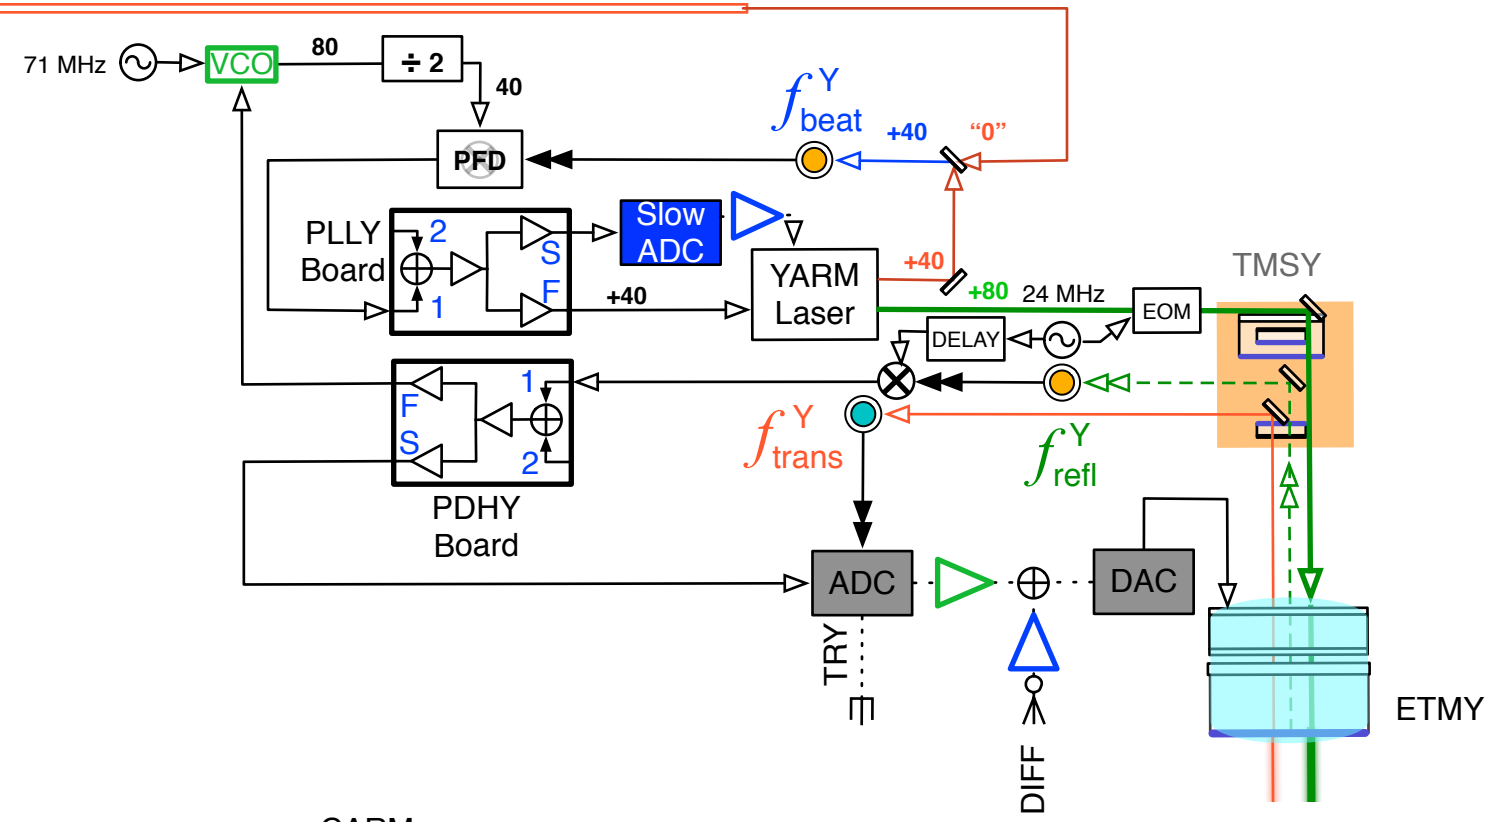 71 MHz
VCO
80
÷ 2
40
f Y beat
+40
“0”
PFD
PLLY
Board
2
1
S
F
Slow
ADC
+40
YARM
Laser
+40
+80
24 MHz
EOM
TMSY
DELAY
PDHY
Board
F
S
1
2
f Y trans
f Y refl
ADC
DAC
TRY
DIFF
ETMY